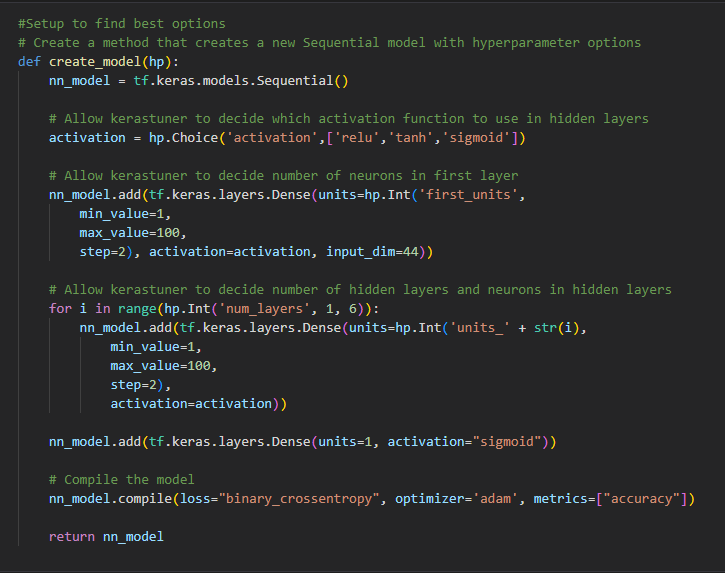 #Setup to find best options
# Create a method that creates a new Sequential model with hyperparameter options
def create_model(hp):
    nn_model = tf.keras.models.Sequential()

    # Allow kerastuner to decide which activation function to use in hidden layers
    activation = hp.Choice('activation',['relu','tanh','sigmoid'])

    # Allow kerastuner to decide number of neurons in first layer
    nn_model.add(tf.keras.layers.Dense(units=hp.Int('first_units',
        min_value=1,
        max_value=100,
        step=2), activation=activation, input_dim=44))

    # Allow kerastuner to decide number of hidden layers and neurons in hidden layers
    for i in range(hp.Int('num_layers', 1, 6)):
        nn_model.add(tf.keras.layers.Dense(units=hp.Int('units_' + str(i),
            min_value=1,
            max_value=100,
            step=2),
            activation=activation))

    nn_model.add(tf.keras.layers.Dense(units=1, activation="sigmoid"))

    # Compile the model
    nn_model.compile(loss="binary_crossentropy", optimizer='adam', metrics=["accuracy"])

    return nn_model